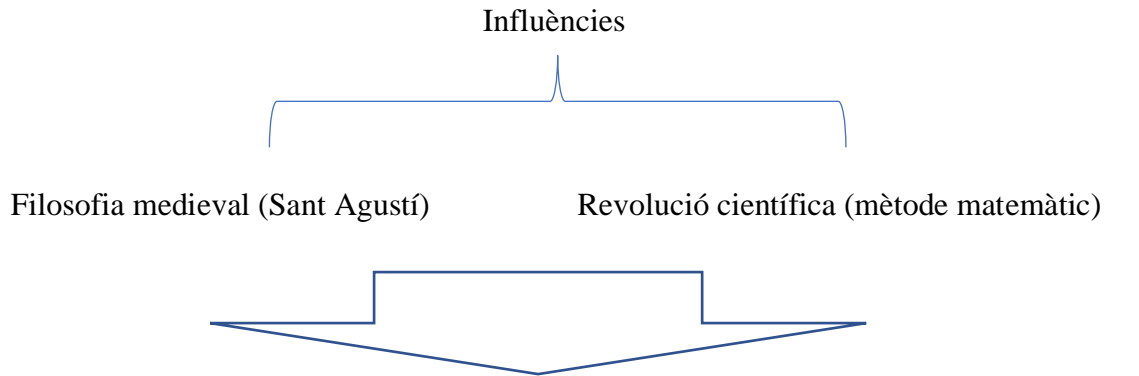 Influències
Filosofia medieval (Sant Agustí) Revolució científica (mètode matemàtic)